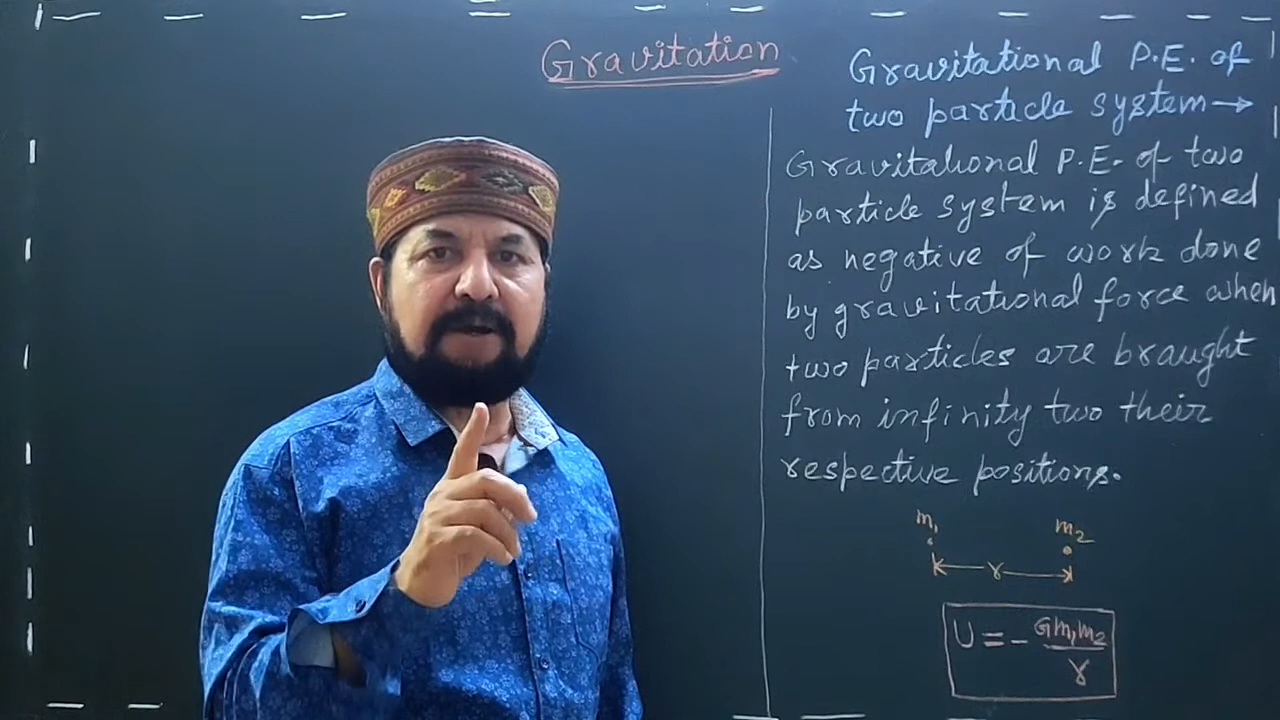 Gravitation
Gravitational P.E. of
two particle system→
Gravitational P.E. of two
particle system is defined
as negative of work done
by gravitational force when
two particles are braught
from infinity two their
respective positions.
m₁ m₂
r
U = - Gm₁m₂/r